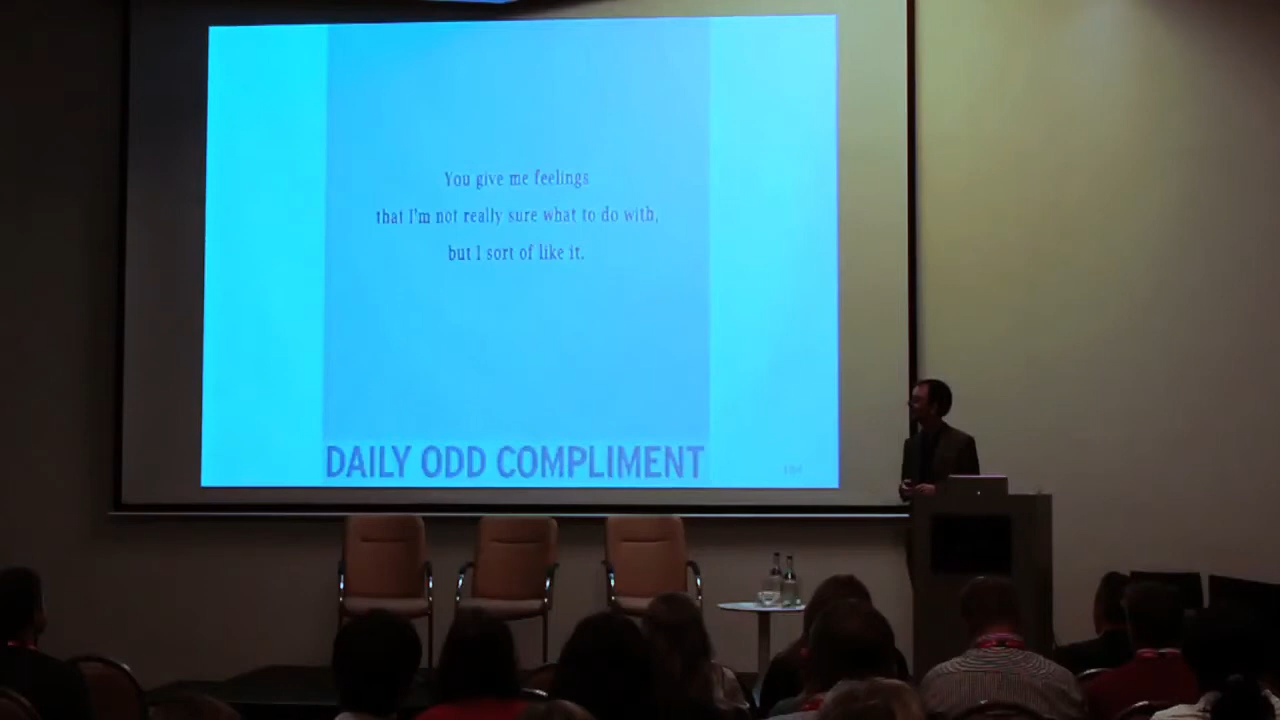 You give me feelings
that I'm not really sure what to do with,
but I sort of like it.
DAILY ODD COMPLIMENT